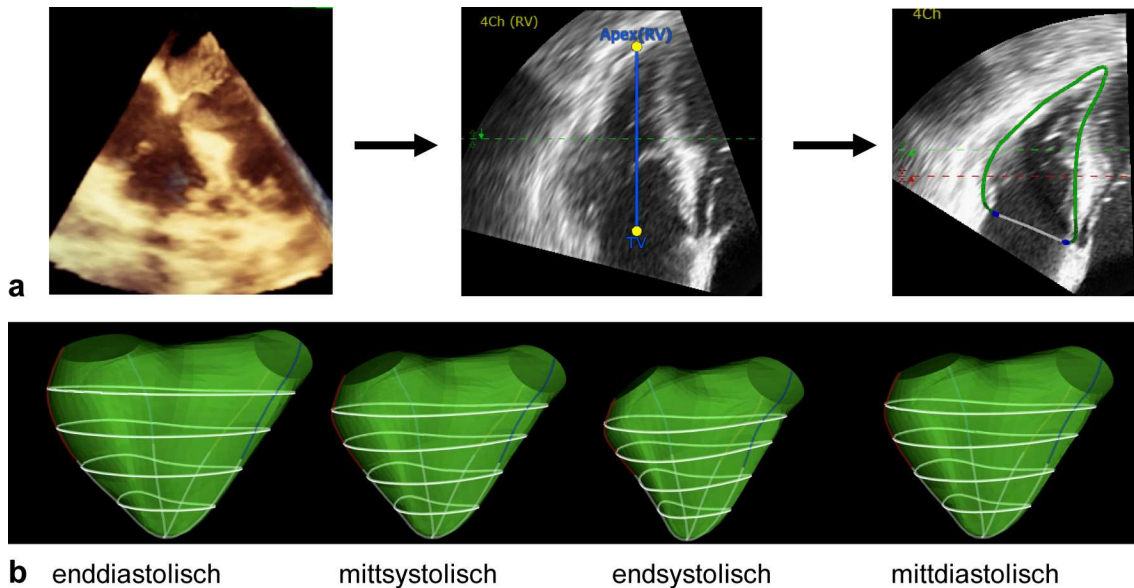 4Ch (RV)
Apex(RV)
TV
4Ch
a
b
enddiastolisch
mittsystolisch
endsystolisch
mittdiastolisch